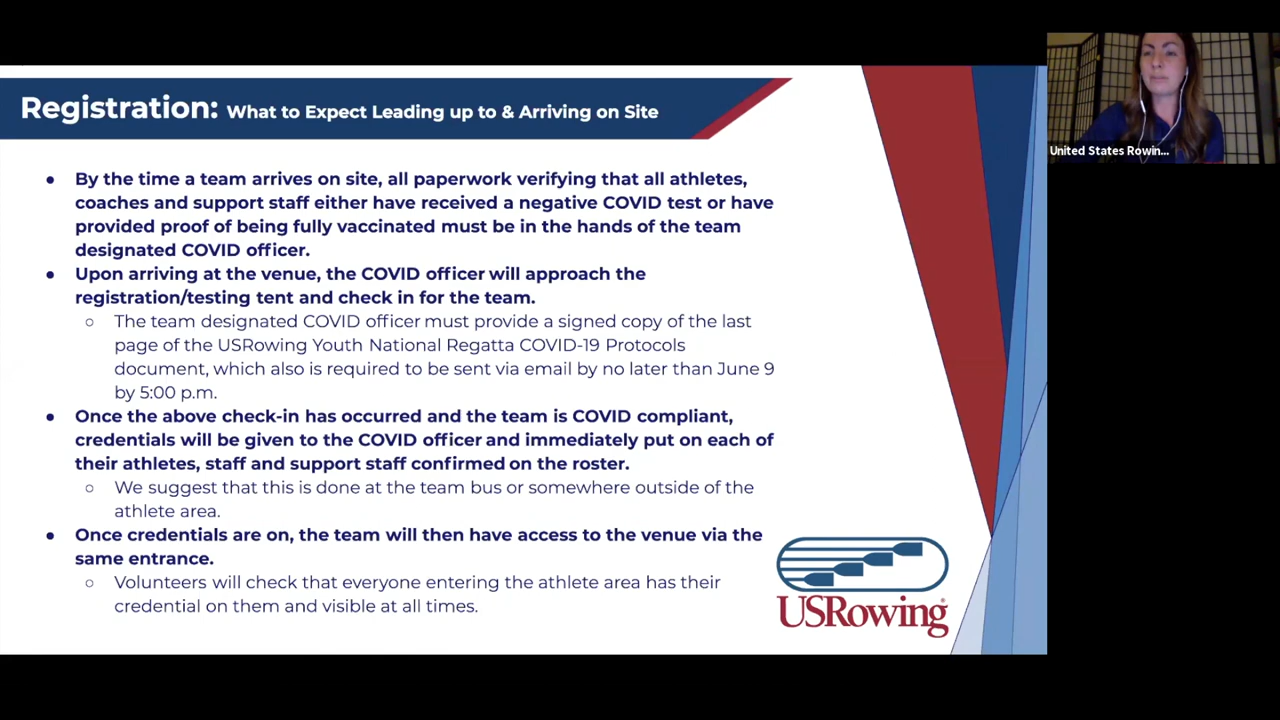 Registration: What to Expect Leading up to & Arriving on Site
United States Rowin...
● By the time a team arrives on site, all paperwork verifying that all athletes,
coaches and support staff either have received a negative COVID test or have
provided proof of being fully vaccinated must be in the hands of the team
designated COVID officer.
● Upon arriving at the venue, the COVID officer will approach the
registration/testing tent and check in for the team.
○ The team designated COVID officer must provide a signed copy of the last
page of the USRowing Youth National Regatta COVID-19 Protocols
document, which also is required to be sent via email by no later than June 9
by 5:00 p.m.
● Once the above check-in has occurred and the team is COVID compliant,
credentials will be given to the COVID officer and immediately put on each of
their athletes, staff and support staff confirmed on the roster.
○ We suggest that this is done at the team bus or somewhere outside of the
athlete area.
● Once credentials are on, the team will then have access to the venue via the
same entrance.
○ Volunteers will check that everyone entering the athlete area has their
credential on them and visible at all times.
USRowing®